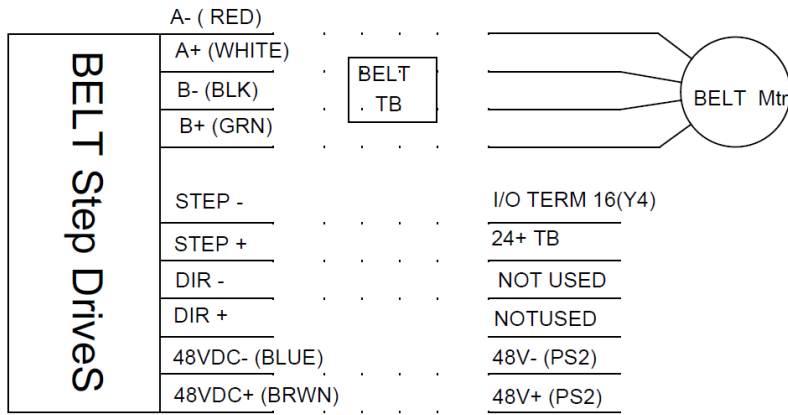 A- ( RED)
A+ (WHITE)
B- (BLK)
B+ (GRN)
BELT
TB
BELT Mtr
BELT Step DriveS
STEP -
I/O TERM 16(Y4)
STEP +
24+ TB
DIR -
NOT USED
DIR +
NOTUSED
48VDC- (BLUE)
48V- (PS2)
48VDC+ (BRWN)
48V+ (PS2)